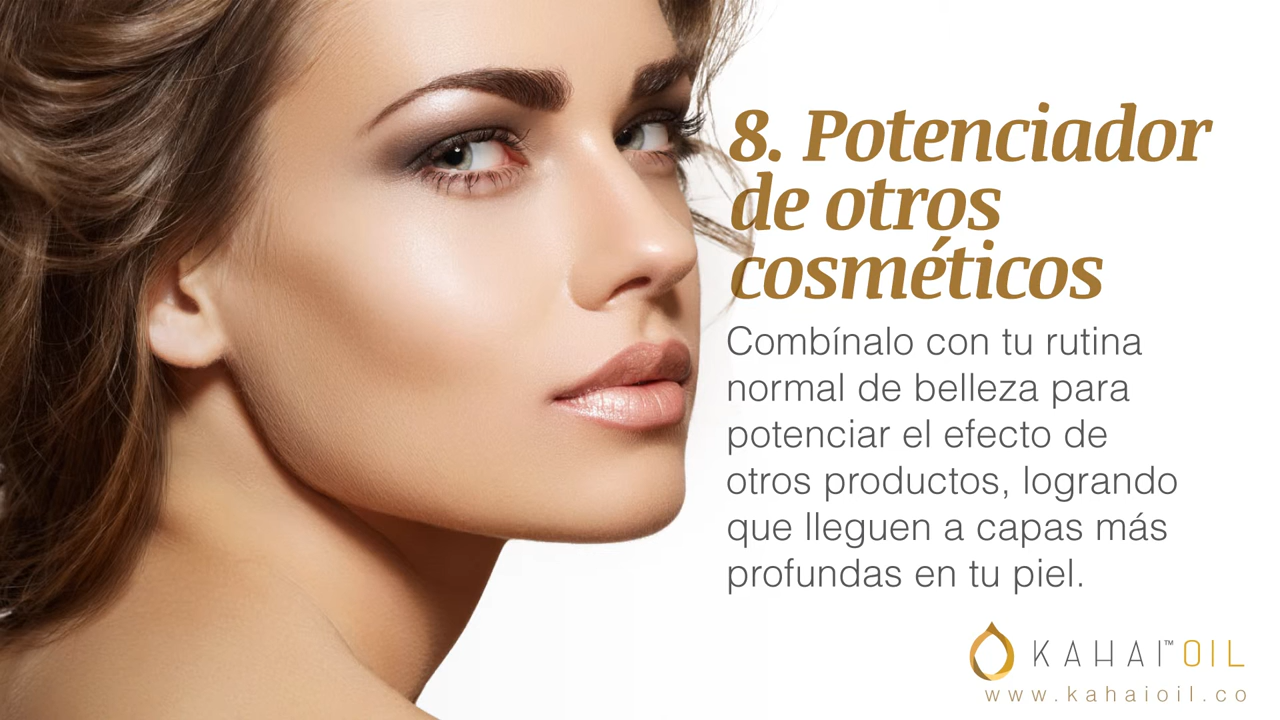 8. Potenciador
de otros
cosméticos
Combínalo con tu rutina
normal de belleza para
potenciar el efecto de
otros productos, logrando
que lleguen a capas más
profundas en tu piel.
KAHAI™OIL
www.kahaioil.co